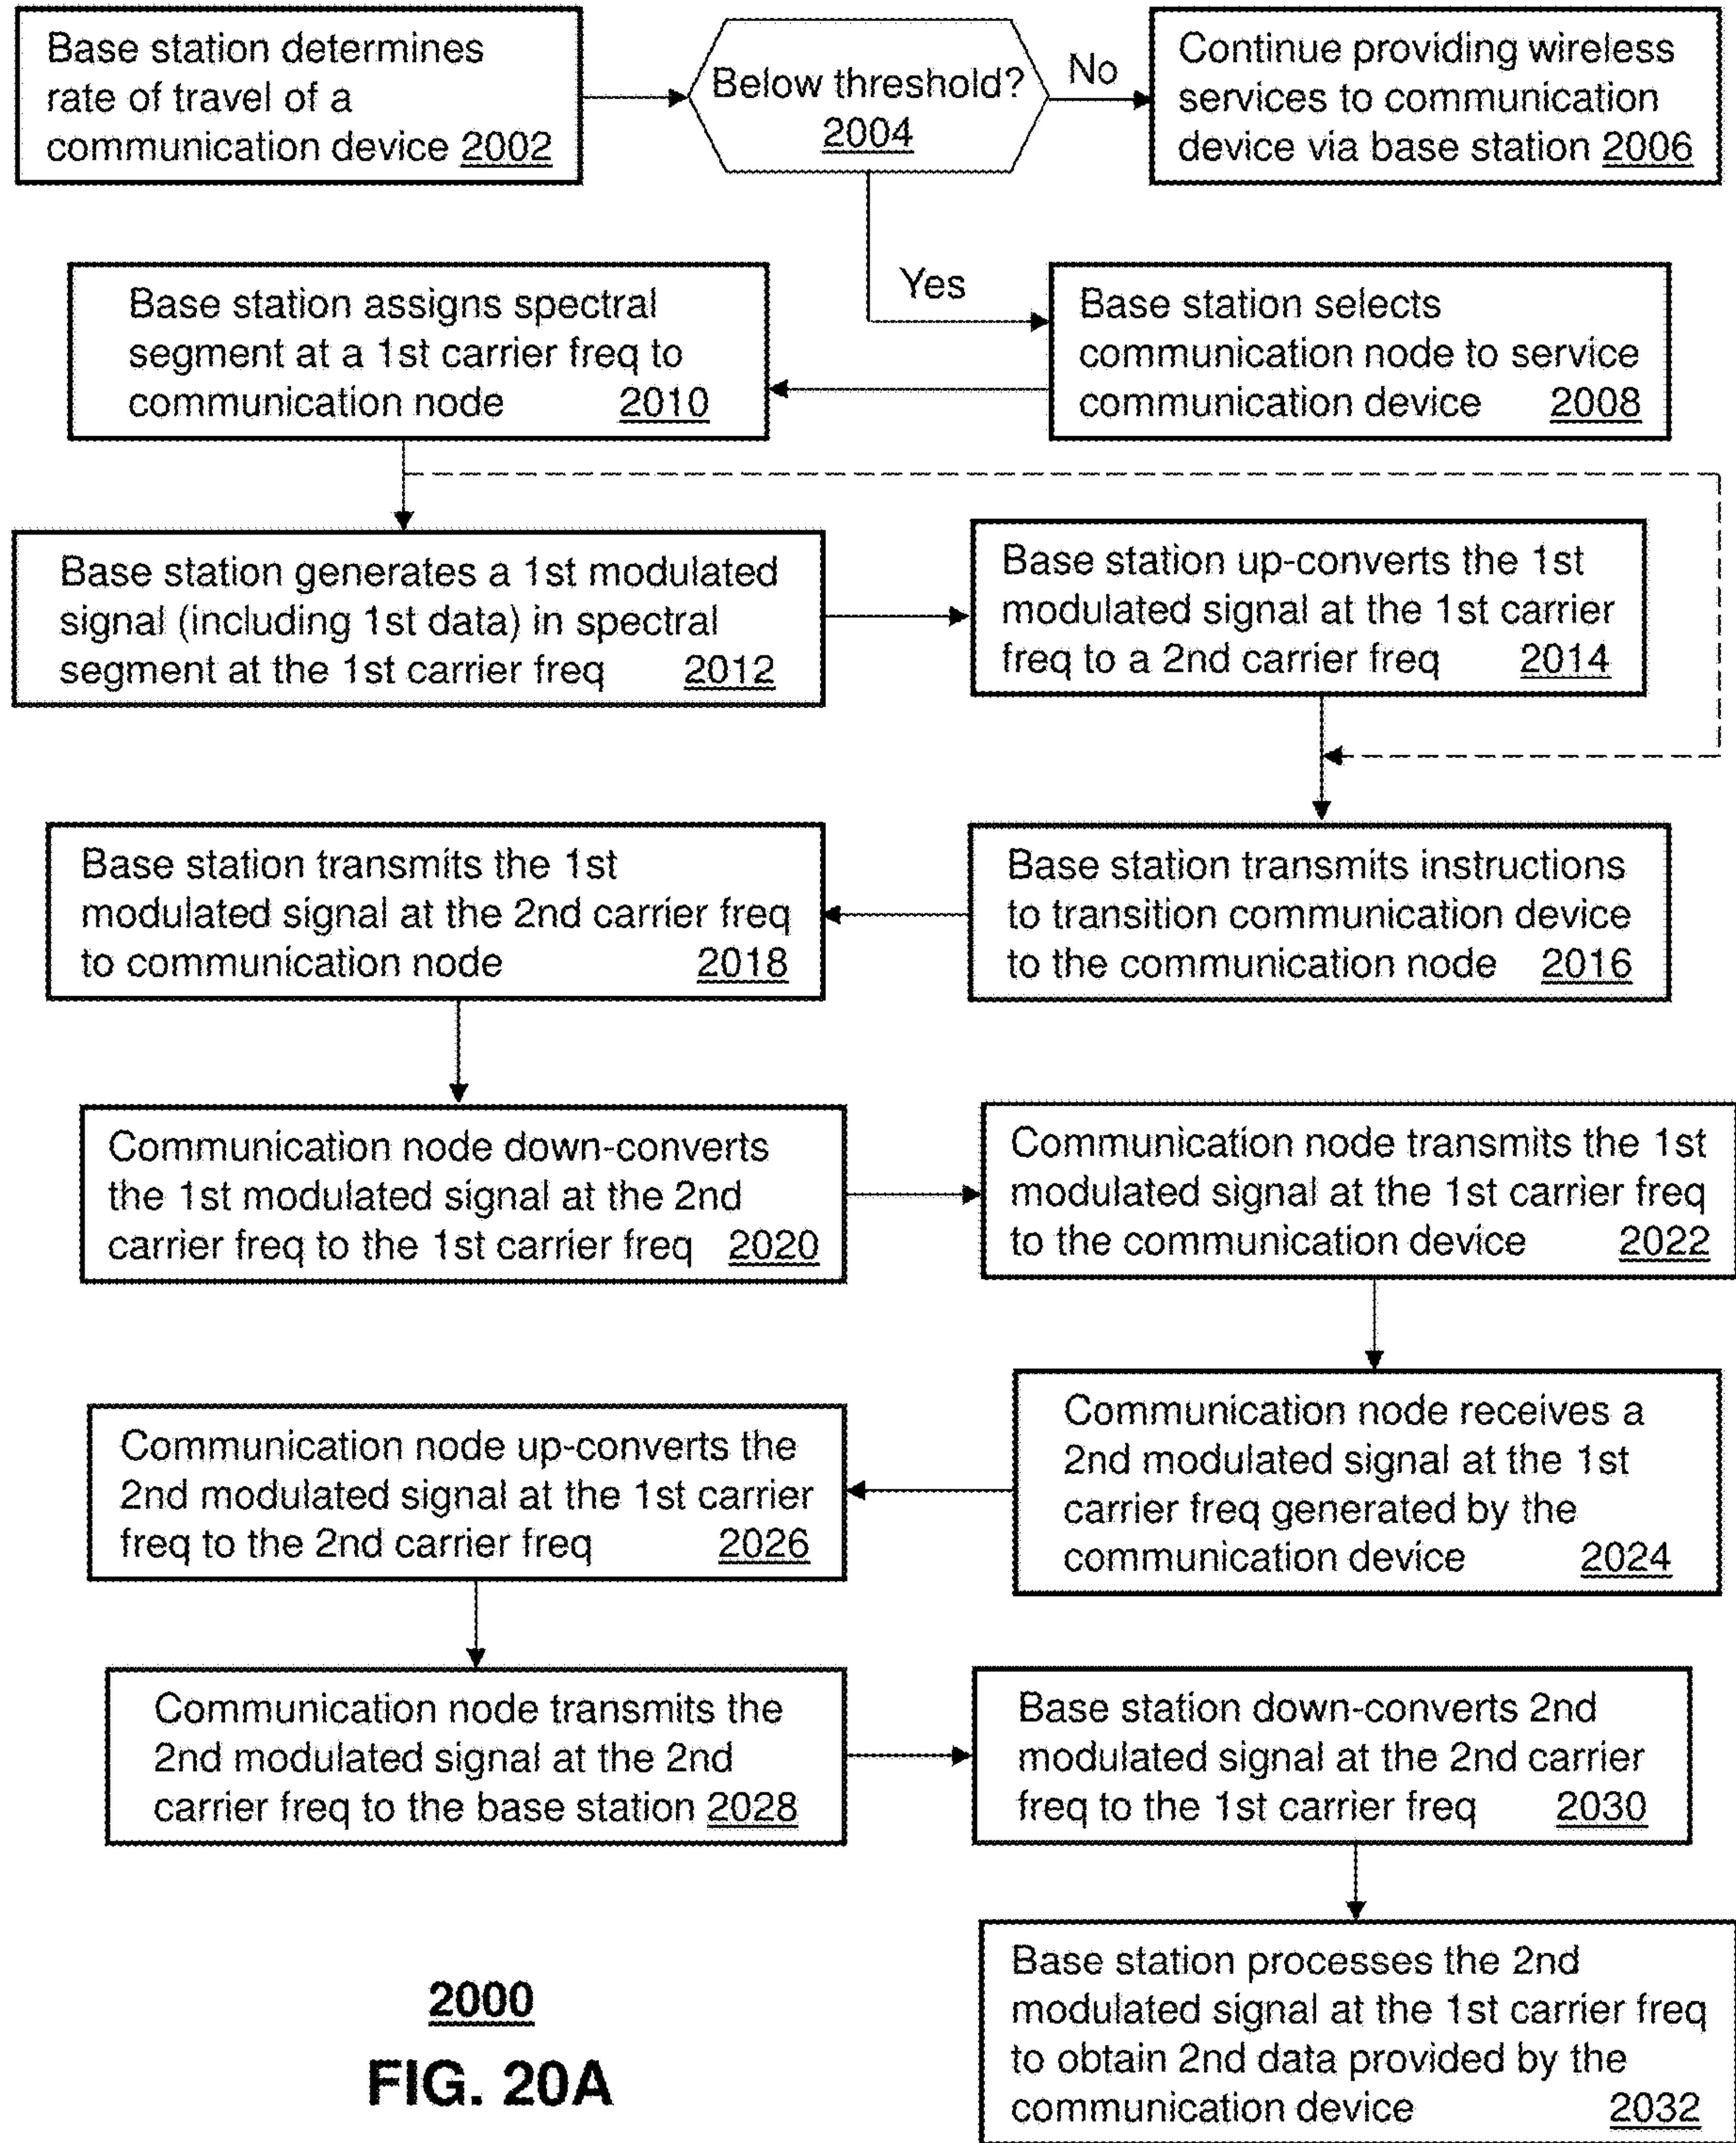 Base station determines
rate of travel of a
communication device 2002
Below threshold?
2004
No
Continue providing wireless
services to communication
device via base station 2006
Yes
Base station selects
communication node to service
communication device 2008
Base station assigns spectral
segment at a 1st carrier freq to
communication node 2010
Base station generates a 1st modulated
signal (including 1st data) in spectral
segment at the 1st carrier freq 2012
Base station up-converts the 1st
modulated signal at the 1st carrier
freq to a 2nd carrier freq 2014
Base station transmits instructions
to transition communication device
to the communication node 2016
Base station transmits the 1st
modulated signal at the 2nd carrier freq
to communication node 2018
Communication node down-converts
the 1st modulated signal at the 2nd
carrier freq to the 1st carrier freq 2020
Communication node transmits the 1st
modulated signal at the 1st carrier freq
to the communication device 2022
Communication node receives a
2nd modulated signal at the 1st
carrier freq generated by the
communication device 2024
Communication node up-converts the
2nd modulated signal at the 1st carrier
freq to the 2nd carrier freq 2026
Communication node transmits the
2nd modulated signal at the 2nd
carrier freq to the base station 2028
Base station down-converts 2nd
modulated signal at the 2nd carrier
freq to the 1st carrier freq 2030
Base station processes the 2nd
modulated signal at the 1st carrier freq
to obtain 2nd data provided by the
communication device 2032
2000
FIG. 20A